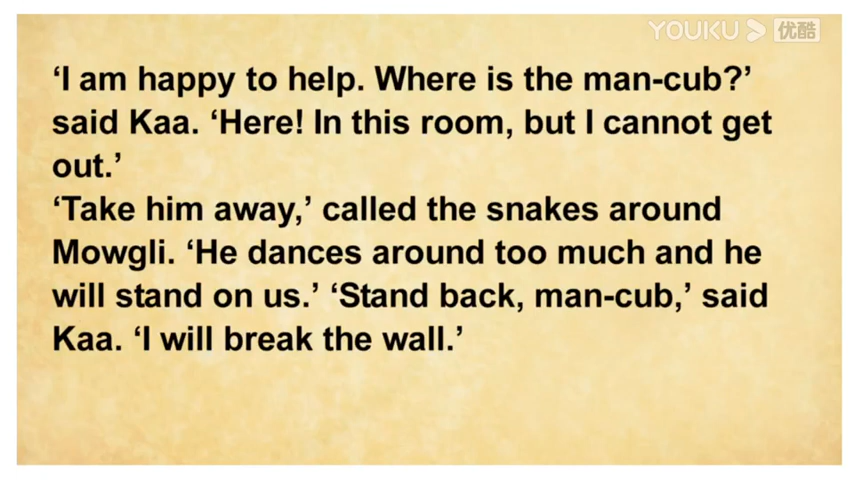 YOUKU 优酷
‘I am happy to help. Where is the man-cub?’
said Kaa. ‘Here! In this room, but I cannot get
out.’
‘Take him away,’ called the snakes around
Mowgli. ‘He dances around too much and he
will stand on us.’ ‘Stand back, man-cub,’ said
Kaa. ‘I will break the wall.’